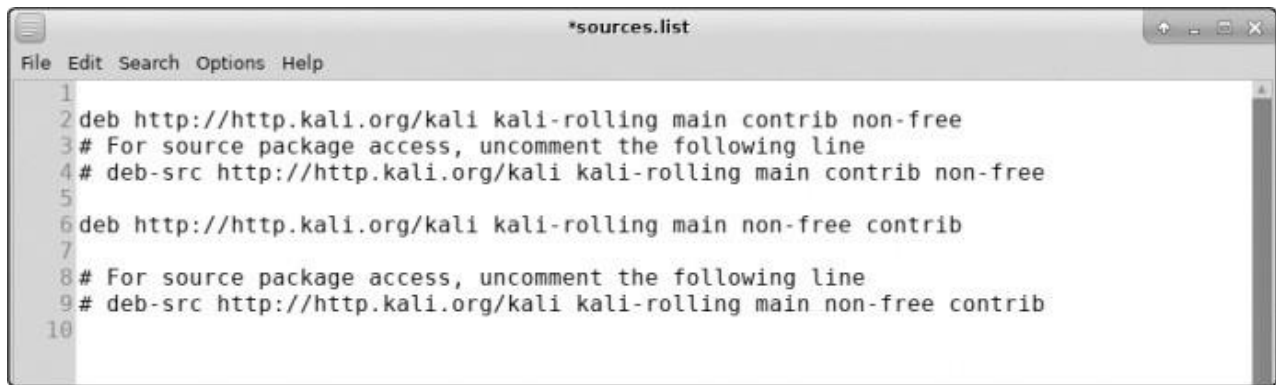 *sources.list
File Edit Search Options Help
1
2 deb http://http.kali.org/kali kali-rolling main contrib non-free
3 # For source package access, uncomment the following line
4 # deb-src http://http.kali.org/kali kali-rolling main contrib non-free
5
6 deb http://http.kali.org/kali kali-rolling main non-free contrib
7
8 # For source package access, uncomment the following line
9 # deb-src http://http.kali.org/kali kali-rolling main non-free contrib
10